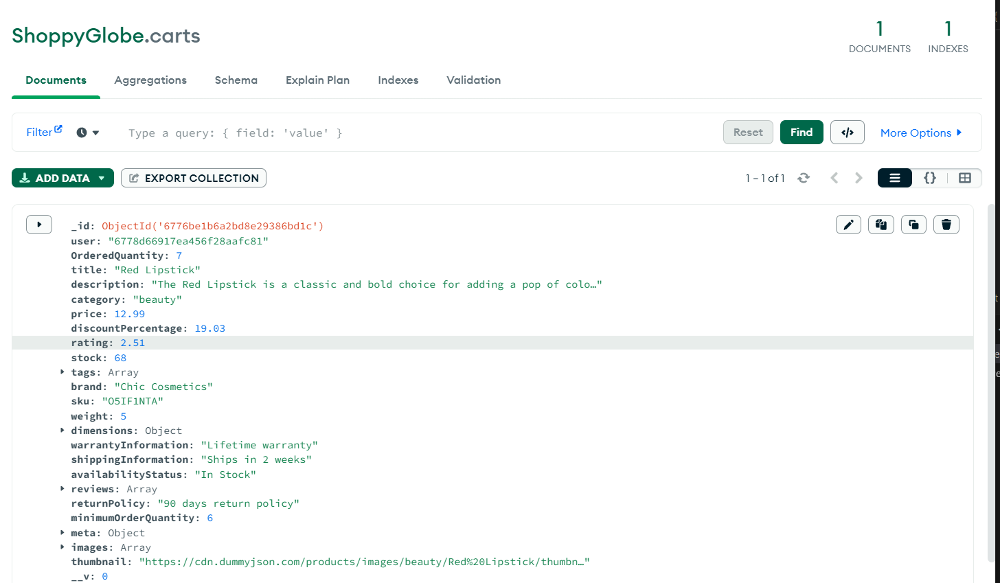 ShoppyGlobe.carts
1 DOCUMENTS
1 INDEXES
Documents Aggregations Schema Explain Plan Indexes Validation
Filter Type a query: { field: 'value' } Reset Find </> More Options
ADD DATA EXPORT COLLECTION 1 – 1 of 1 {}
_id: ObjectId('6776be1b6a2bd8e29386bd1c')
user: "6778d66917ea456f28aafc81"
OrderedQuantity: 7
title: "Red Lipstick"
description: "The Red Lipstick is a classic and bold choice for adding a pop of colo…"
category: "beauty"
price: 12.99
discountPercentage: 19.03
rating: 2.51
stock: 68
tags: Array
brand: "Chic Cosmetics"
sku: "O5IF1NTA"
weight: 5
dimensions: Object
warrantyInformation: "Lifetime warranty"
shippingInformation: "Ships in 2 weeks"
availabilityStatus: "In Stock"
reviews: Array
returnPolicy: "90 days return policy"
minimumOrderQuantity: 6
meta: Object
images: Array
thumbnail: "https://cdn.dummyjson.com/products/images/beauty/Red%20Lipstick/thumbn…"
__v: 0